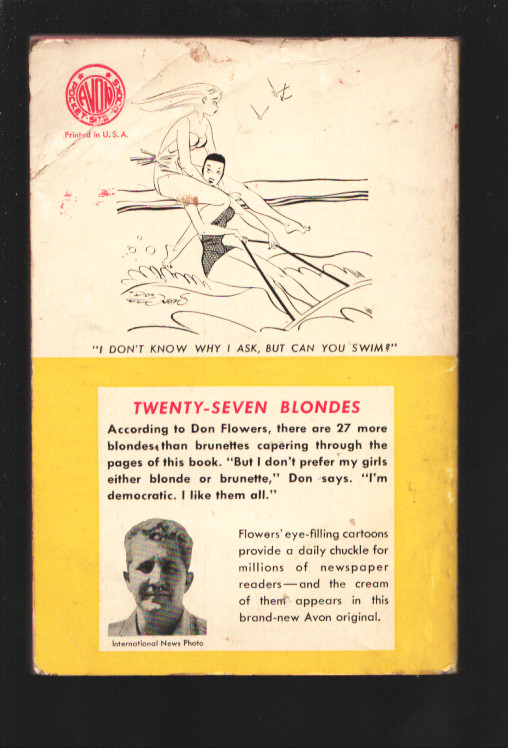 AVON
POCKET-SIZE BOOKS
Printed in U. S. A.
Don Flowers
"I DON'T KNOW WHY I ASK, BUT CAN YOU SWIM?"
TWENTY-SEVEN BLONDES
According to Don Flowers, there are 27 more
blondes than brunettes capering through the
pages of this book. "But I don't prefer my girls
either blonde or brunette," Don says. "I'm
democratic. I like them all."
Flowers' eye-filling cartoons
provide a daily chuckle for
millions of newspaper
readers—and the cream
of them appears in this
brand-new Avon original.
International News Photo